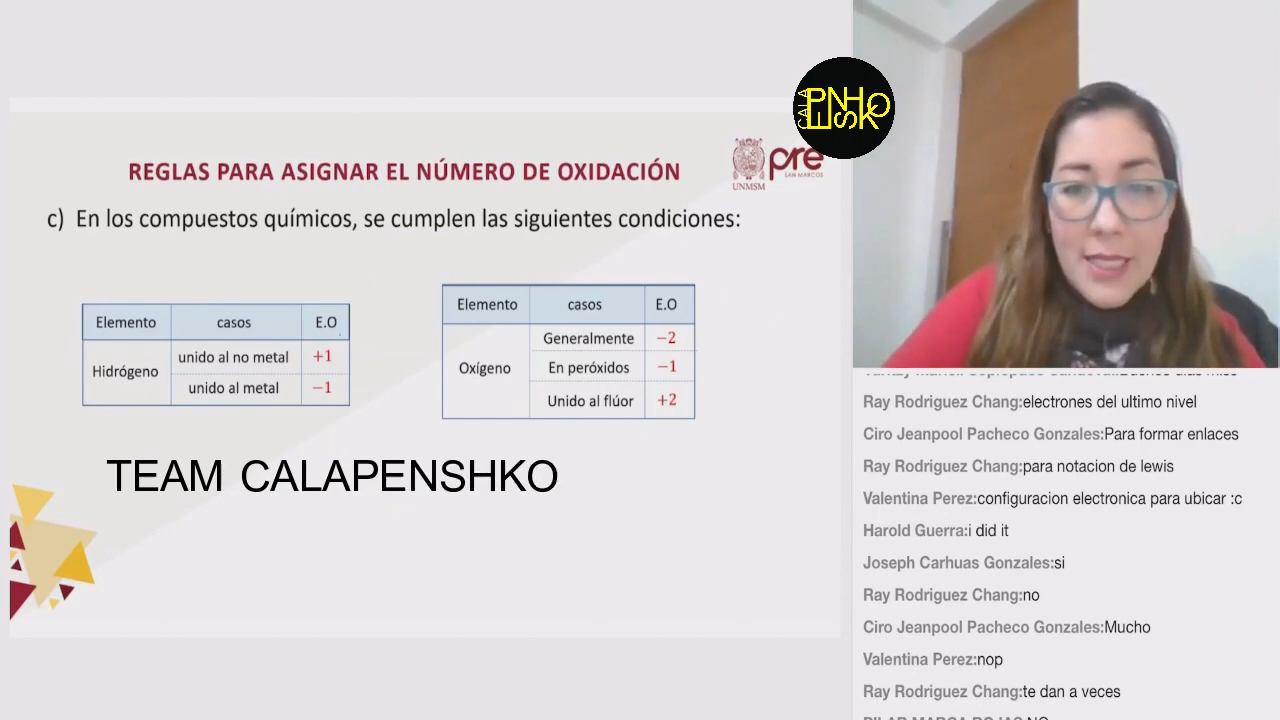 CALA
PENHO
ESK
REGLAS PARA ASIGNAR EL NÚMERO DE OXIDACIÓN
UNMSM
pre
SAN MARCOS
c) En los compuestos químicos, se cumplen las siguientes condiciones:
Elemento casos E.O
Hidrógeno
unido al no metal +1
unido al metal −1
Elemento casos E.O
Oxígeno
Generalmente −2
En peróxidos −1
Unido al flúor +2
TEAM CALAPENSHKO
Ray Rodriguez Chang:electrones del ultimo nivel
Ciro Jeanpool Pacheco Gonzales:Para formar enlaces
Ray Rodriguez Chang:para notacion de lewis
Valentina Perez:configuracion electronica para ubicar :c
Harold Guerra:i did it
Joseph Carhuas Gonzales:si
Ray Rodriguez Chang:no
Ciro Jeanpool Pacheco Gonzales:Mucho
Valentina Perez:nop
Ray Rodriguez Chang:te dan a veces